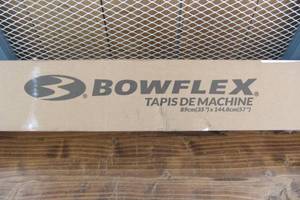 BOWFLEX®
TAPIS DE MACHINE
89cm(35") x 144.8cm(57")